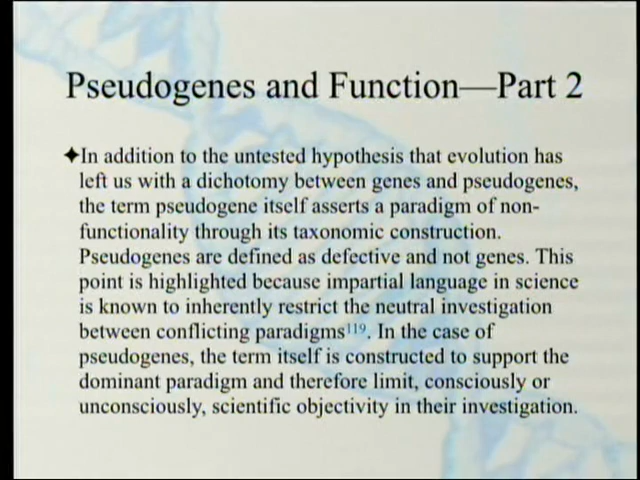 Pseudogenes and Function—Part 2
✦In addition to the untested hypothesis that evolution has
left us with a dichotomy between genes and pseudogenes,
the term pseudogene itself asserts a paradigm of non-
functionality through its taxonomic construction.
Pseudogenes are defined as defective and not genes. This
point is highlighted because impartial language in science
is known to inherently restrict the neutral investigation
between conflicting paradigms¹¹⁹. In the case of
pseudogenes, the term itself is constructed to support the
dominant paradigm and therefore limit, consciously or
unconsciously, scientific objectivity in their investigation.